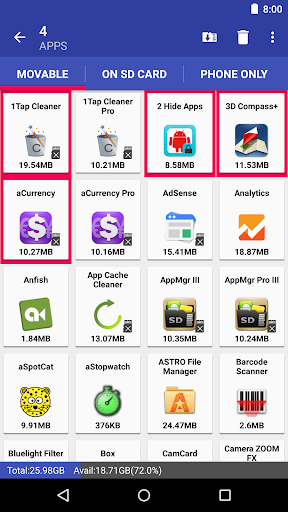 8:00
4
APPS
MOVABLE
ON SD CARD
PHONE ONLY
1Tap Cleaner
1Tap Cleaner
Pro
2 Hide Apps
3D Compass+
19.54MB
10.21MB
8.58MB
11.53MB
aCurrency
aCurrency Pro
AdSense
Analytics
10.27MB
10.16MB
15.41MB
18.87MB
Anfish
App Cache
Cleaner
AppMgr III
AppMgr Pro III
SD
SD
1.84MB
13.07MB
10.35MB
10.24MB
aSpotCat
aStopwatch
ASTRO File
Manager
Barcode
Scanner
9.91MB
376KB
24.47MB
2.6MB
Bluelight Filter
Box
CamCard
Camera ZOOM
FX
Total:25.98GB Avail:18.71GB(72.0%)